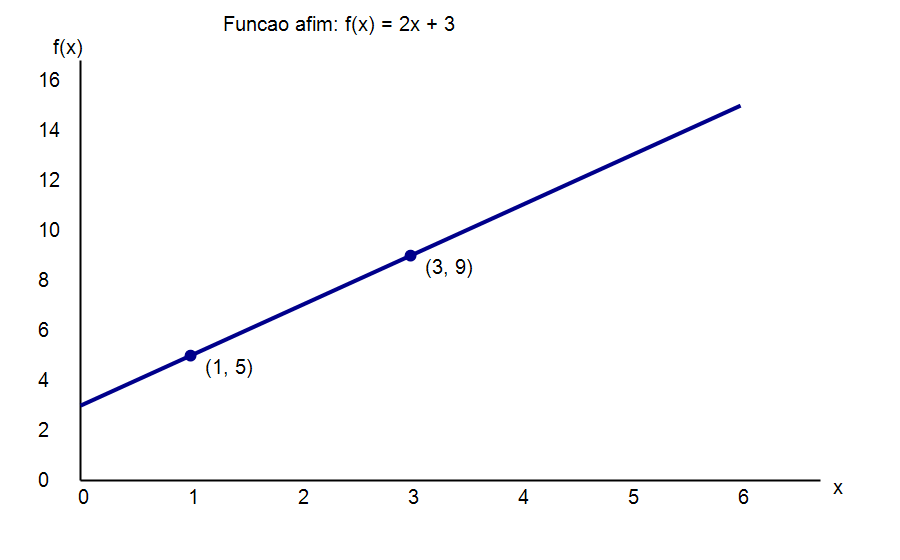 Funcao afim: f(x) = 2x + 3
f(x)
16
14
12
10
8
6
4
2
0
(3, 9)
(1, 5)
0 1 2 3 4 5 6
x